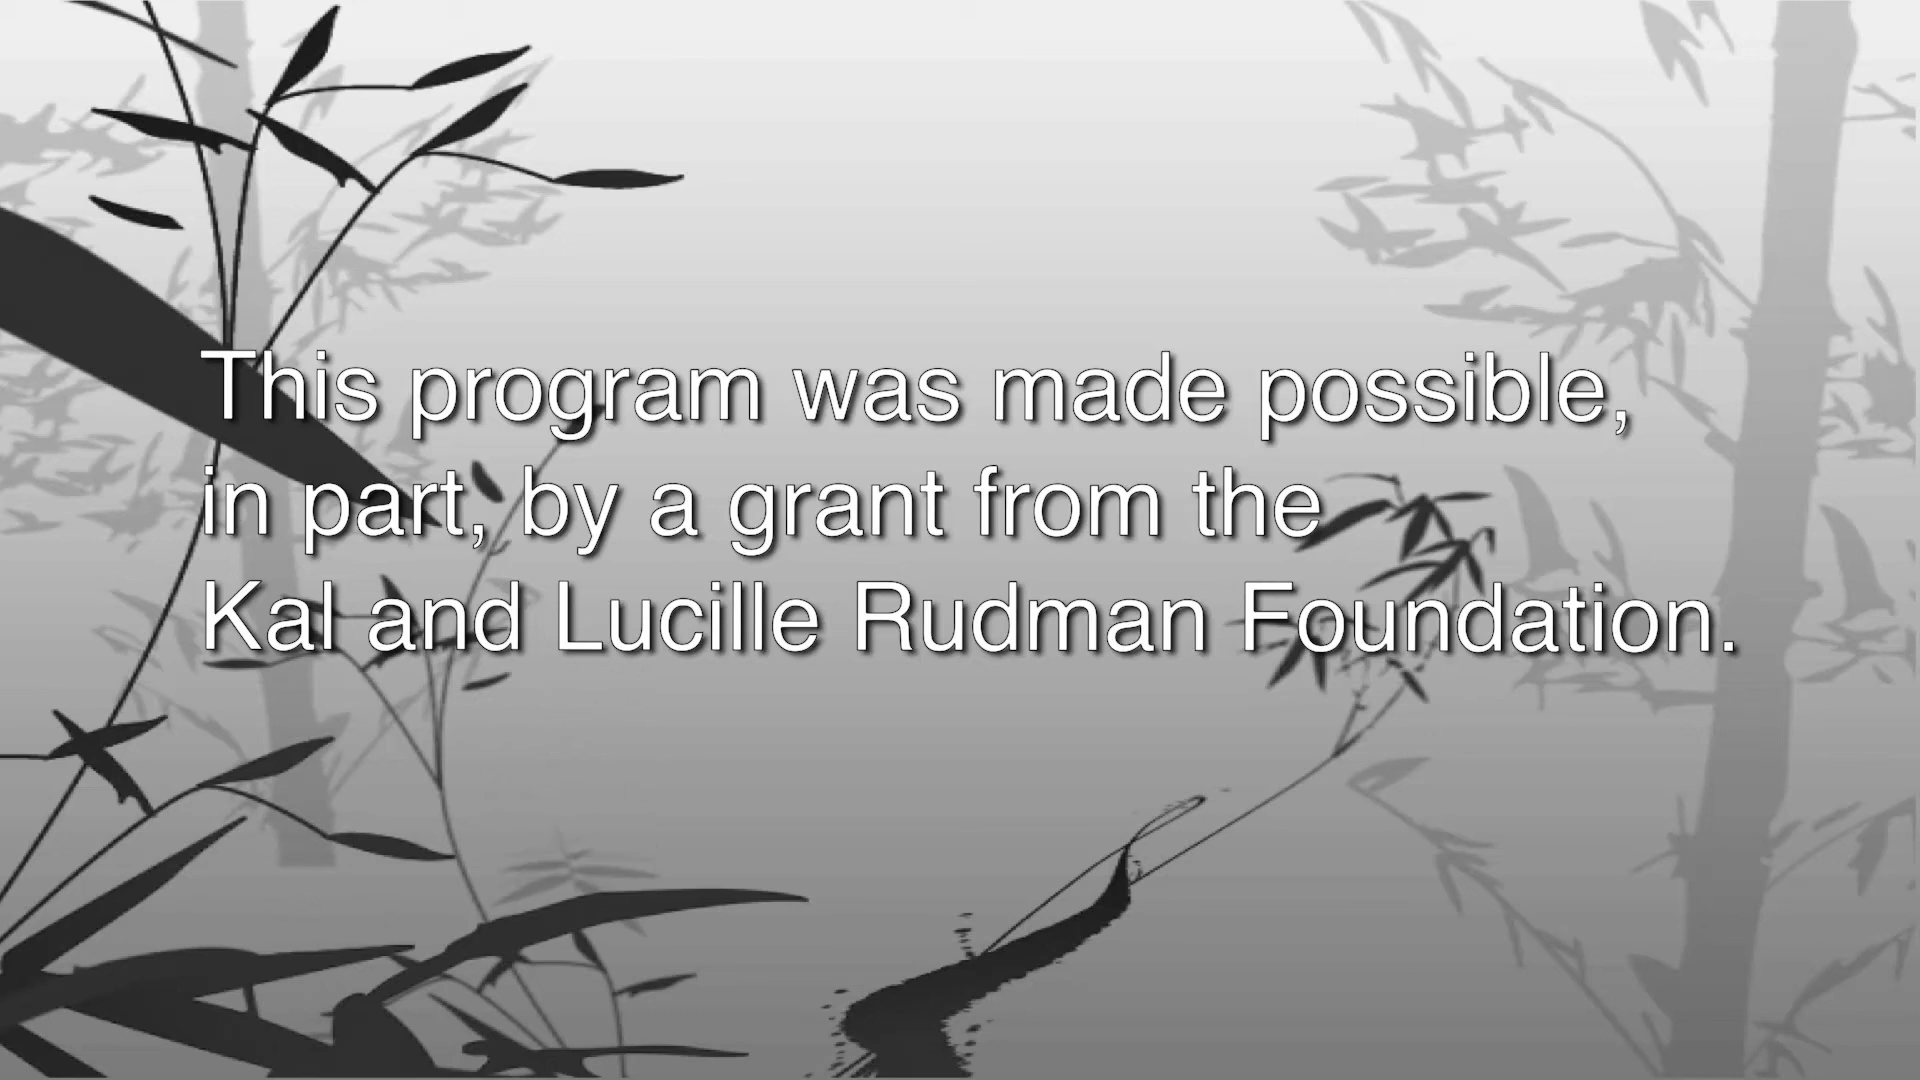 This program was made possible,
in part, by a grant from the
Kal and Lucille Rudman Foundation.